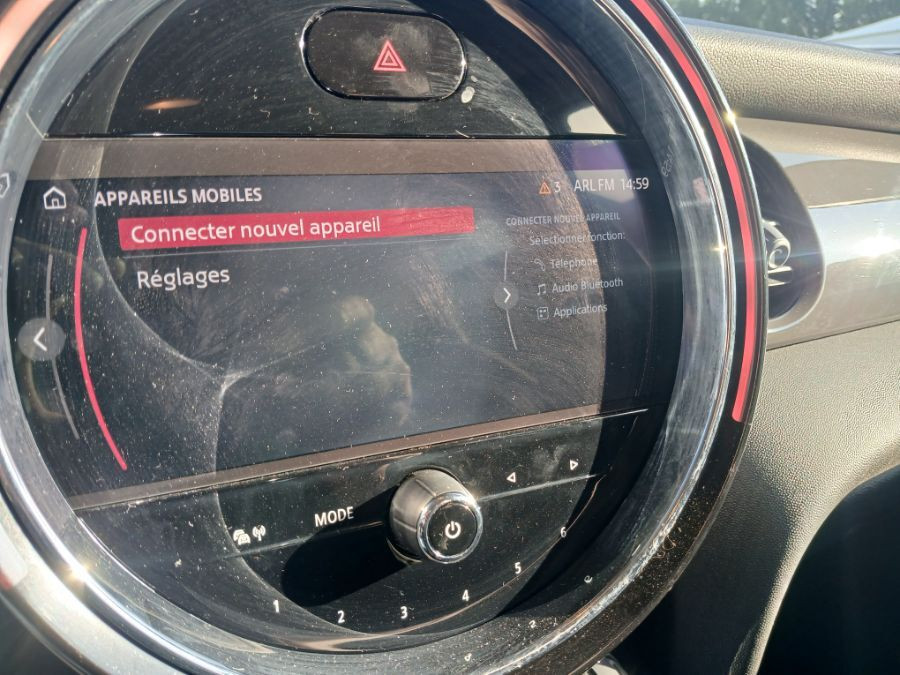 APPAREILS MOBILES
3 ARL FM 14:59
Connecter nouvel appareil
Réglages
CONNECTER NOUVEL APPAREIL
Sélectionner fonction:
Téléphone
Audio Bluetooth
Applications
MODE
1 2 3 4 5 6